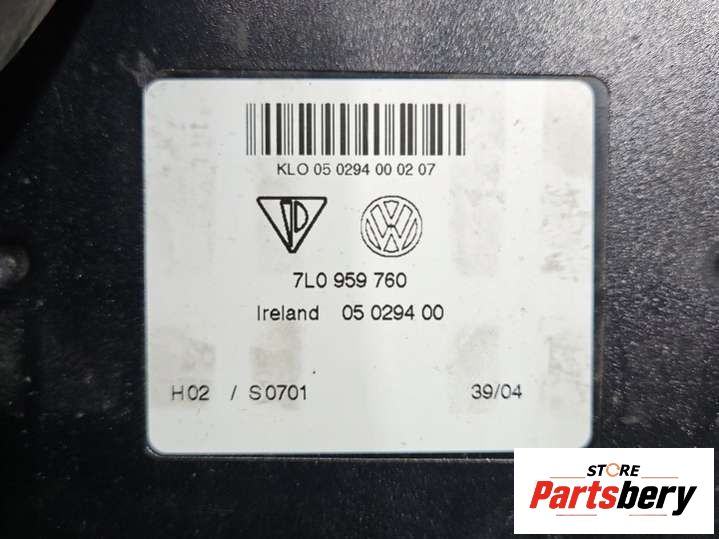 KLO 05 0294 00 02 07
7L0 959 760
Ireland 05 0294 00
H02 / S0701 39/04
STORE
Partsbery